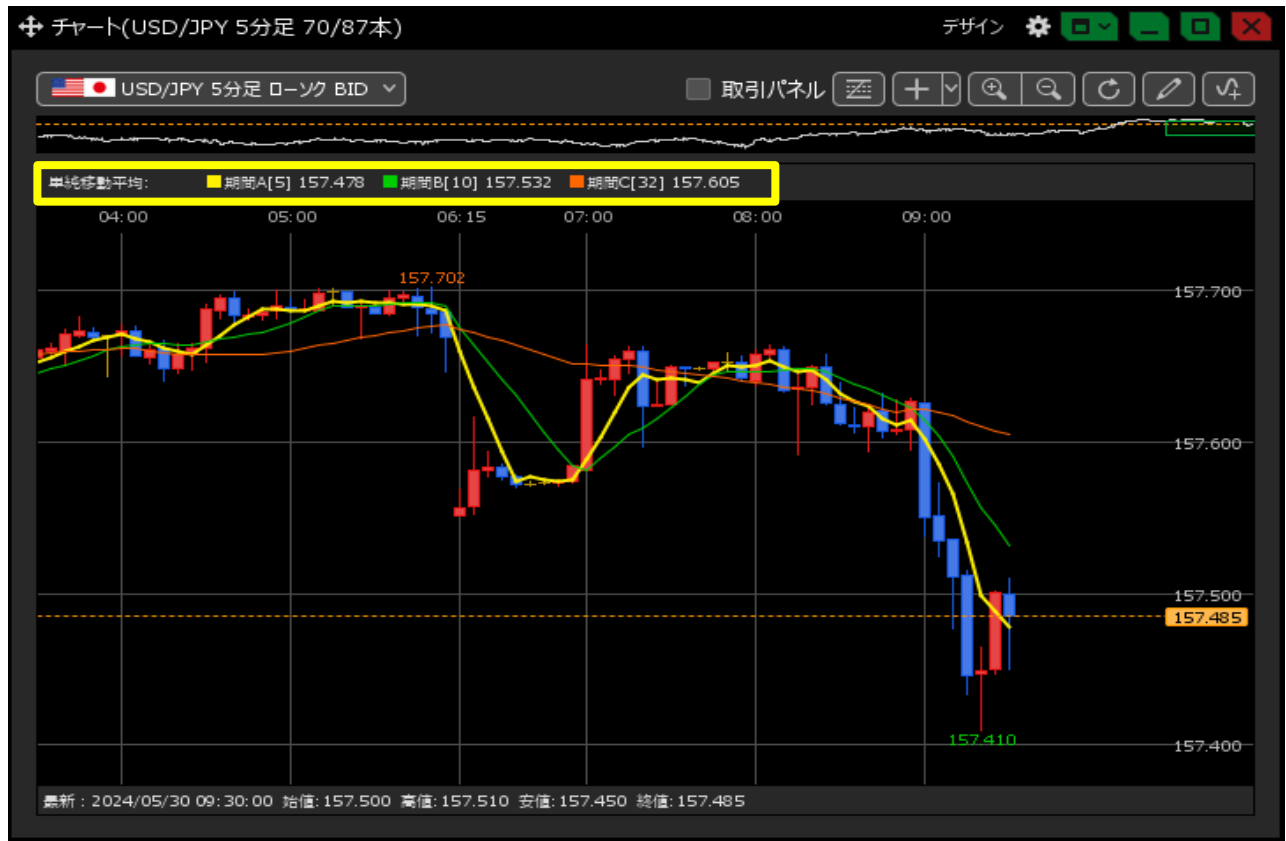 チャート(USD/JPY 5分足 70/87本)
デザイン
USD/JPY 5分足 ローソク BID
取引パネル
単純移動平均: 期間A[5] 157.478 期間B[10] 157.532 期間C[32] 157.605
04:00 05:00 06:15 07:00 08:00 09:00
157.702
157.700
157.600
157.500
157.485
157.410
157.400
最新 : 2024/05/30 09:30:00 始値:157.500 高値:157.510 安値:157.450 終値:157.485